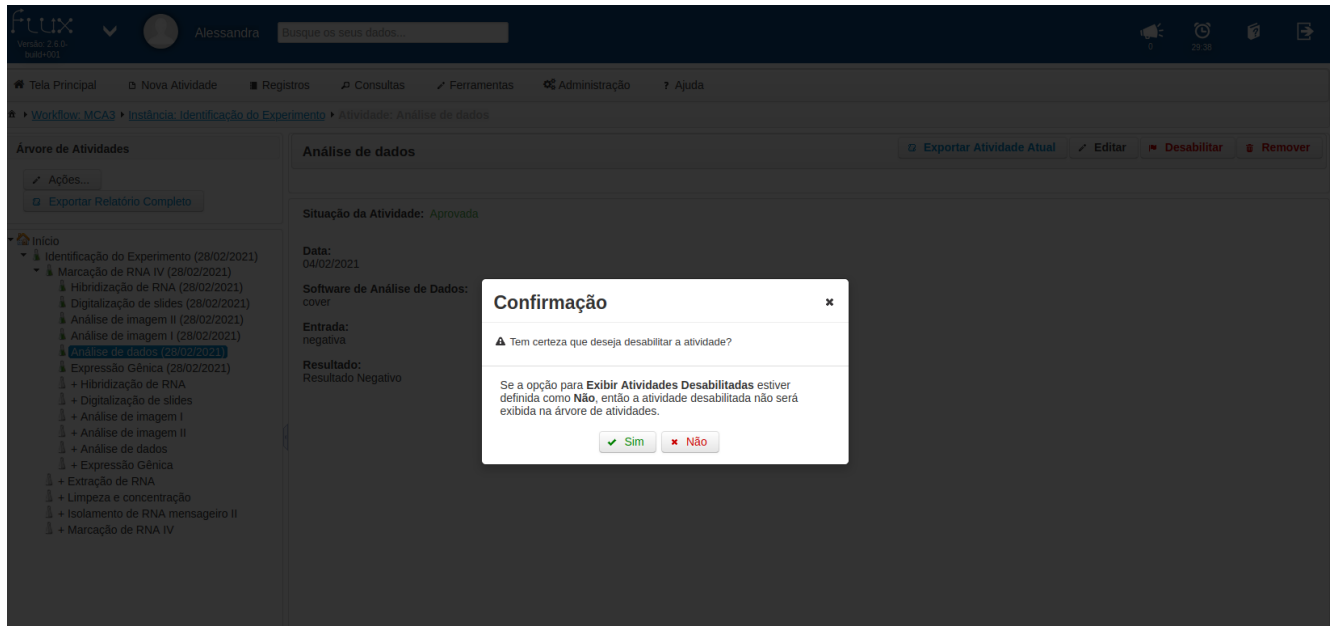 flux
Versão: 2.6.0-
build+001
Alessandra
Busque os seus dados...
0
29:38
Tela Principal
Nova Atividade
Registros
Consultas
Ferramentas
Administração
? Ajuda
Workflow: MCA3
Instância: Identificação do Experimento
Atividade: Análise de dados
Árvore de Atividades
Ações...
Exportar Relatório Completo
Início
Identificação do Experimento (28/02/2021)
Marcação de RNA IV (28/02/2021)
Hibridização de RNA (28/02/2021)
Digitalização de slides (28/02/2021)
Análise de imagem II (28/02/2021)
Análise de imagem I (28/02/2021)
Análise de dados (28/02/2021)
Expressão Gênica (28/02/2021)
+ Hibridização de RNA
+ Digitalização de slides
+ Análise de imagem I
+ Análise de imagem II
+ Análise de dados
+ Expressão Gênica
+ Extração de RNA
+ Limpeza e concentração
+ Isolamento de RNA mensageiro II
+ Marcação de RNA IV
Análise de dados
Exportar Atividade Atual
Editar
Desabilitar
Remover
Situação da Atividade: Aprovada
Data:
04/02/2021
Software de Análise de Dados:
cover
Entrada:
negativa
Resultado:
Resultado Negativo
Confirmação
Tem certeza que deseja desabilitar a atividade?
Se a opção para Exibir Atividades Desabilitadas estiver
definida como Não, então a atividade desabilitada não será
exibida na árvore de atividades.
Sim
Não